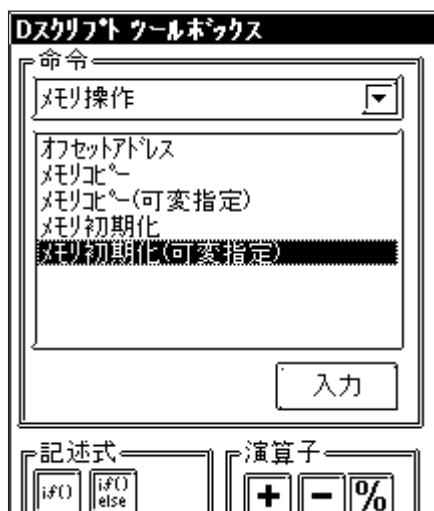 Dｽｸﾘﾌﾟﾄ ﾂｰﾙﾎﾞｯｸｽ
命令
ﾒﾓﾘ操作
ｵﾌｾｯﾄｱﾄﾞﾚｽ
ﾒﾓﾘｺﾋﾟｰ
ﾒﾓﾘｺﾋﾟｰ(可変指定)
ﾒﾓﾘ初期化
ﾒﾓﾘ初期化(可変指定)
入力
記述式 演算子
if() if() + - %
else